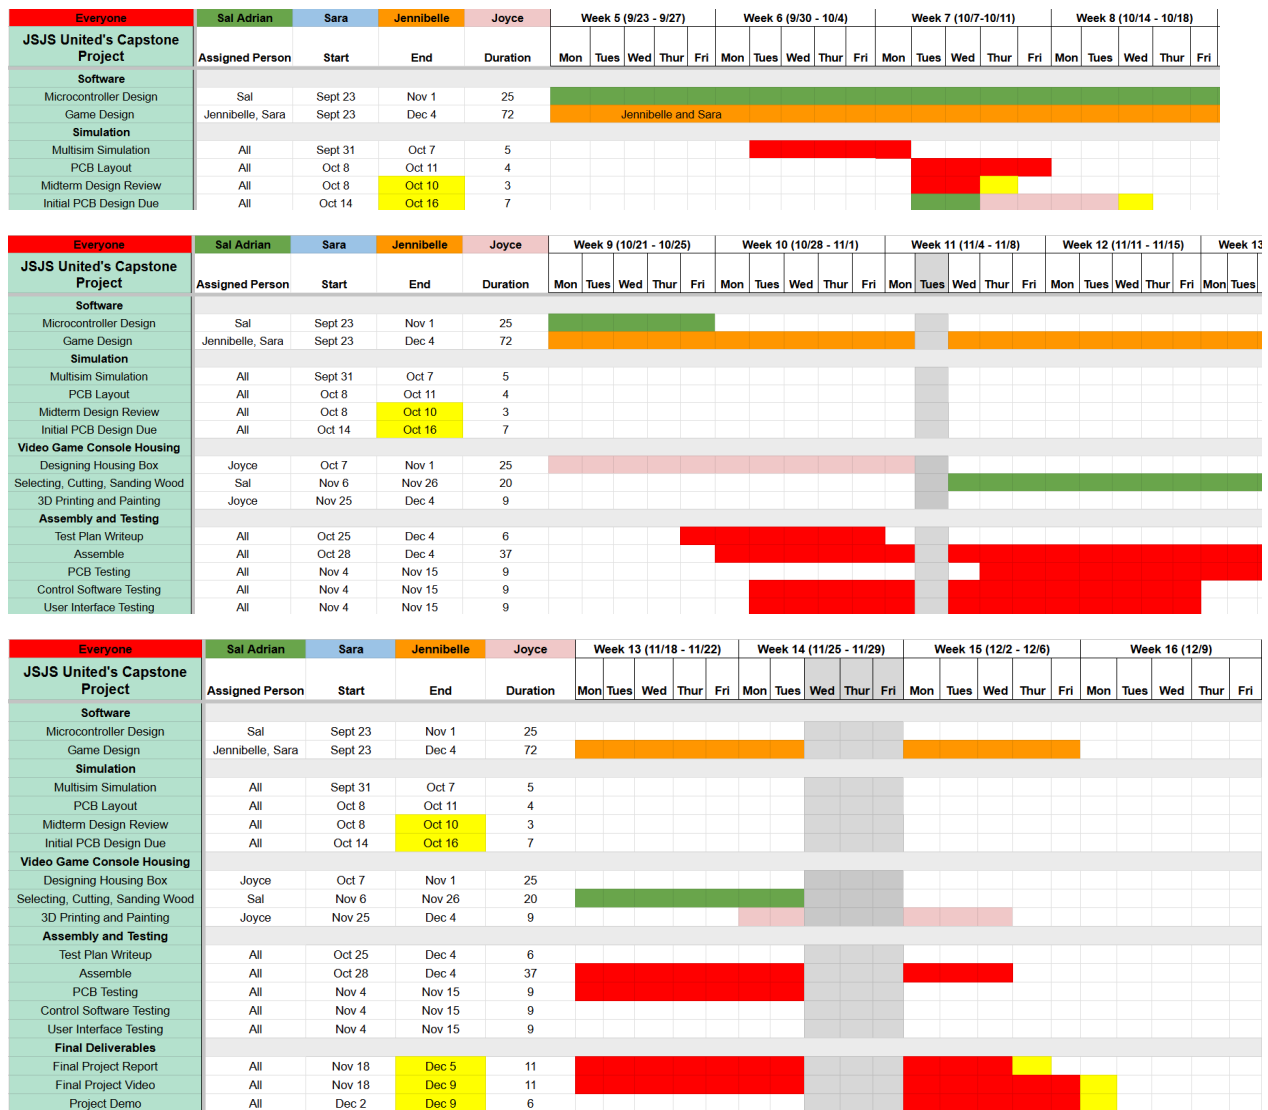 Everyone Sal Adrian Sara Jennibelle Joyce Week 5 (9/23 - 9/27) Week 6 (9/30 - 10/4) Week 7 (10/7-10/11) Week 8 (10/14 - 10/18)
JSJS United's Capstone
Project Assigned Person Start End Duration Mon Tues Wed Thur Fri Mon Tues Wed Thur Fri Mon Tues Wed Thur Fri Mon Tues Wed Thur Fri
Software
Microcontroller Design Sal Sept 23 Nov 1 25
Game Design Jennibelle, Sara Sept 23 Dec 4 72 Jennibelle and Sara
Simulation
Multisim Simulation All Sept 31 Oct 7 5
PCB Layout All Oct 8 Oct 11 4
Midterm Design Review All Oct 8 Oct 10 3
Initial PCB Design Due All Oct 14 Oct 16 7
Everyone Sal Adrian Sara Jennibelle Joyce Week 9 (10/21 - 10/25) Week 10 (10/28 - 11/1) Week 11 (11/4 - 11/8) Week 12 (11/11 - 11/15) Week 13
JSJS United's Capstone
Project Assigned Person Start End Duration Mon Tues Wed Thur Fri Mon Tues Wed Thur Fri Mon Tues Wed Thur Fri Mon Tues Wed Thur Fri Mon Tues
Software
Microcontroller Design Sal Sept 23 Nov 1 25
Game Design Jennibelle, Sara Sept 23 Dec 4 72
Simulation
Multisim Simulation All Sept 31 Oct 7 5
PCB Layout All Oct 8 Oct 11 4
Midterm Design Review All Oct 8 Oct 10 3
Initial PCB Design Due All Oct 14 Oct 16 7
Video Game Console Housing
Designing Housing Box Joyce Oct 7 Nov 1 25
Selecting, Cutting, Sanding Wood Sal Nov 6 Nov 26 20
3D Printing and Painting Joyce Nov 25 Dec 4 9
Assembly and Testing
Test Plan Writeup All Oct 25 Dec 4 6
Assemble All Oct 28 Dec 4 37
PCB Testing All Nov 4 Nov 15 9
Control Software Testing All Nov 4 Nov 15 9
User Interface Testing All Nov 4 Nov 15 9
Everyone Sal Adrian Sara Jennibelle Joyce Week 13 (11/18 - 11/22) Week 14 (11/25 - 11/29) Week 15 (12/2 - 12/6) Week 16 (12/9)
JSJS United's Capstone
Project Assigned Person Start End Duration Mon Tues Wed Thur Fri Mon Tues Wed Thur Fri Mon Tues Wed Thur Fri Mon Tues Wed Thur Fri
Software
Microcontroller Design Sal Sept 23 Nov 1 25
Game Design Jennibelle, Sara Sept 23 Dec 4 72
Simulation
Multisim Simulation All Sept 31 Oct 7 5
PCB Layout All Oct 8 Oct 11 4
Midterm Design Review All Oct 8 Oct 10 3
Initial PCB Design Due All Oct 14 Oct 16 7
Video Game Console Housing
Designing Housing Box Joyce Oct 7 Nov 1 25
Selecting, Cutting, Sanding Wood Sal Nov 6 Nov 26 20
3D Printing and Painting Joyce Nov 25 Dec 4 9
Assembly and Testing
Test Plan Writeup All Oct 25 Dec 4 6
Assemble All Oct 28 Dec 4 37
PCB Testing All Nov 4 Nov 15 9
Control Software Testing All Nov 4 Nov 15 9
User Interface Testing All Nov 4 Nov 15 9
Final Deliverables
Final Project Report All Nov 18 Dec 5 11
Final Project Video All Nov 18 Dec 9 11
Project Demo All Dec 2 Dec 9 6